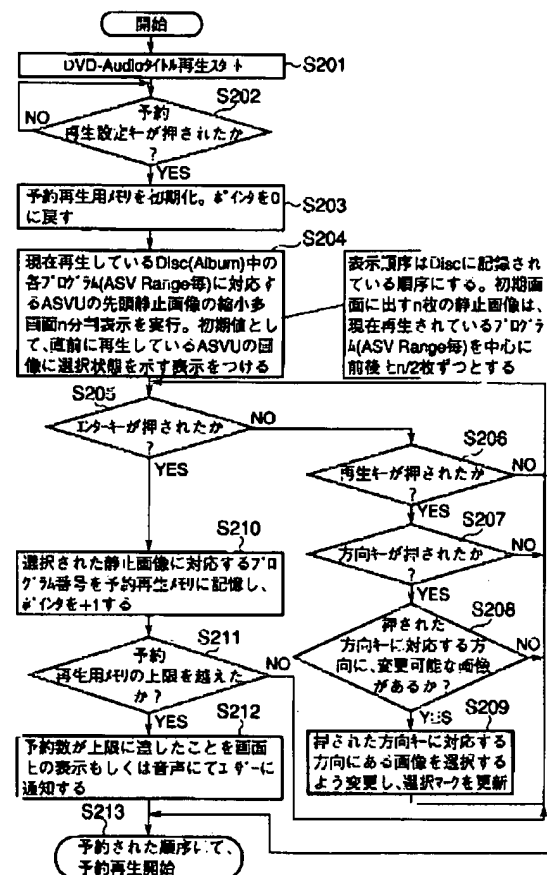 開始
DVD-Audioタイトル再生スタート
S201
S202
NO
予約
再生設定キーが押されたか
?
YES
予約再生用メモリを初期化。ポインタを0
に戻す
S203
S204
現在再生しているDisc(Album)中の
各プログラム(ASV Range毎)に対応す
るASVUの先頭静止画像の縮小多
画面n分割表示を実行。初期値とし
て、直前に再生しているASVUの画
像に選択状態を示す表示をつける
表示順序はDiscに記録され
ている順序にする。初期画
面に出すn枚の静止画像は、
現在再生されているプログラ
ム(ASV Range毎)を中心に
前後±n/2枚ずつとする
S205
エンターキーが押されたか
?
NO
YES
S206
再生キーが押されたか
?
NO
YES
S207
方向キーが押されたか
?
NO
YES
S208
押された
方向キーに対応する方
向に、変更可能な画像
があるか?
NO
YES
S209
押された方向キーに対応する
方向にある画像を選択する
よう変更し、選択マークを更新
S210
選択された静止画像に対応するプロ
グラム番号を予約再生メモリに記憶し、
ポインタを+1する
S211
予約
再生用メモリの上限を越えた
か?
NO
YES
S212
予約数が上限に達したことを画面
上の表示もしくは音声にてユーザーに
通知する
S213
予約された順序にて、
予約再生開始